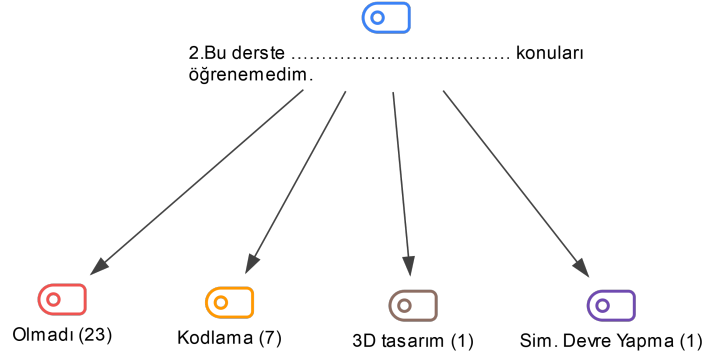 2.Bu derste ……………………………… konuları
öğrenemedim.
Olmadı (23)
Kodlama (7)
3D tasarım (1)
Sim. Devre Yapma (1)